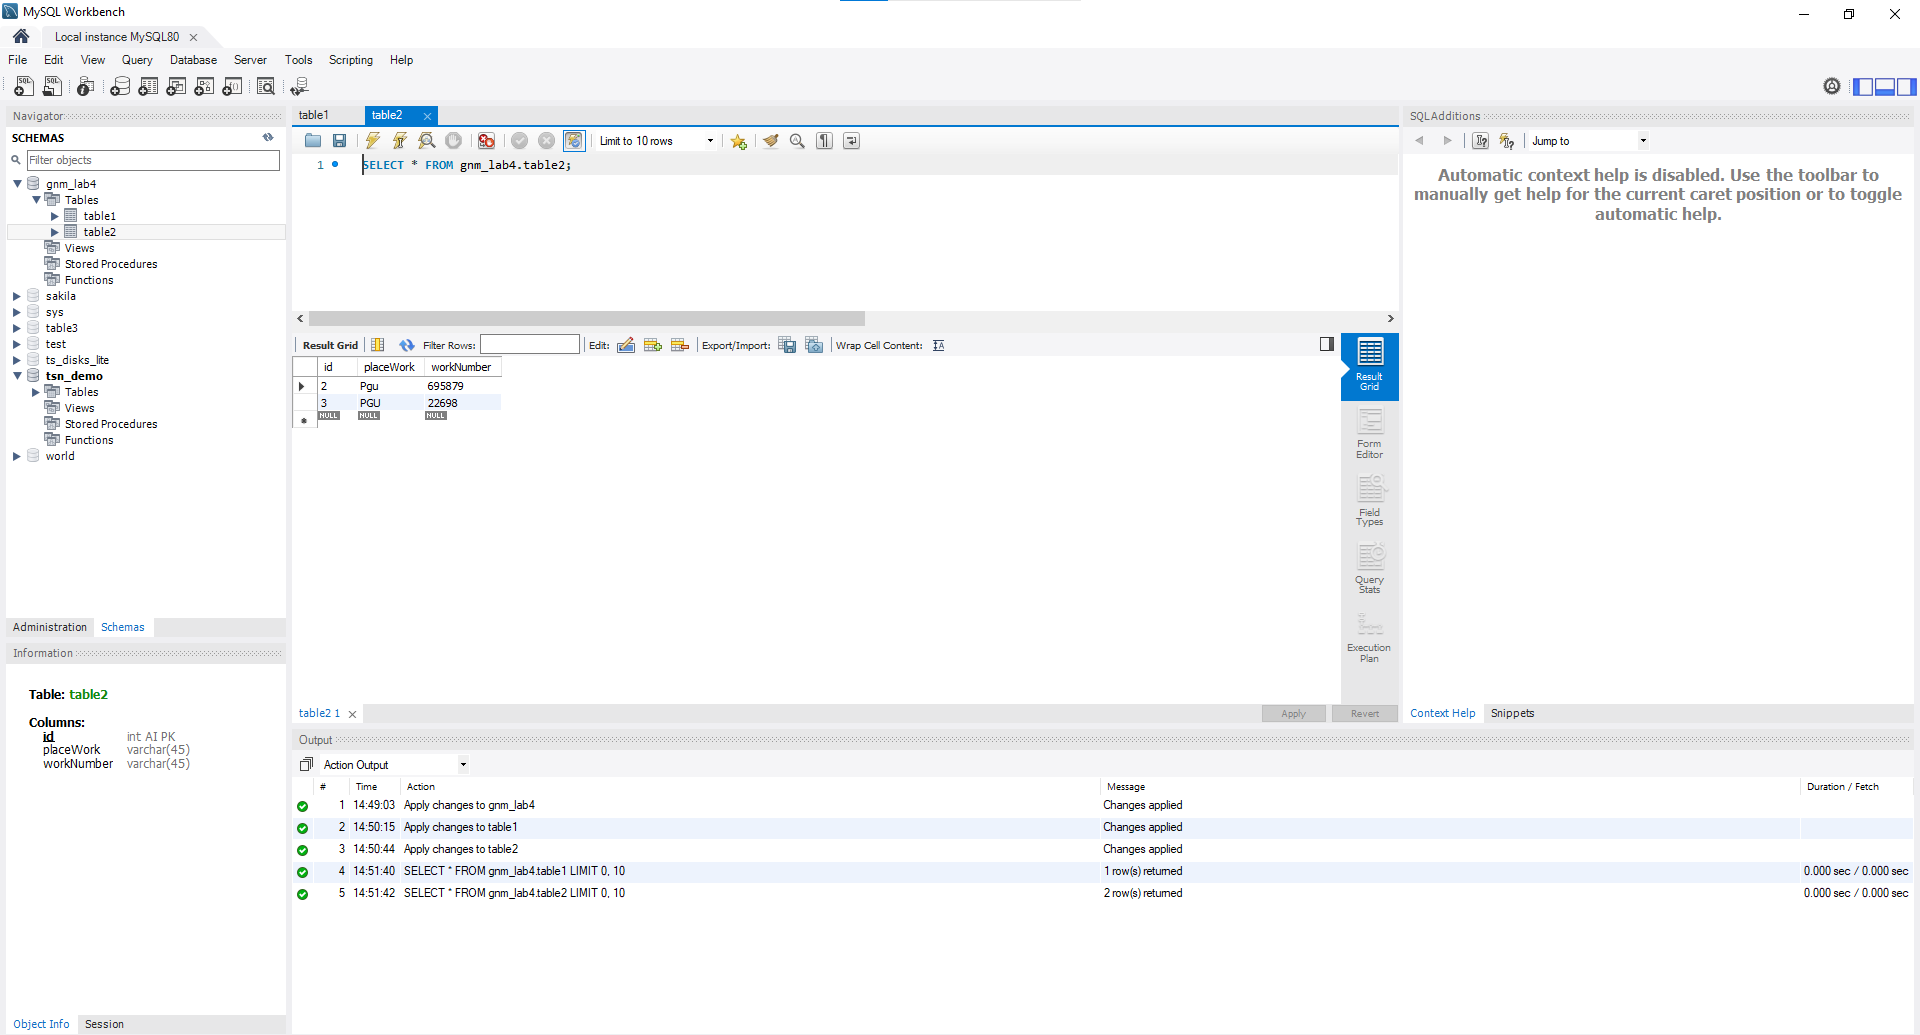 MySQL Workbench
Local instance MySQL80
File Edit View Query Database Server Tools Scripting Help
Navigator
SCHEMAS
Filter objects
gnm_lab4
Tables
table1
table2
Views
Stored Procedures
Functions
sakila
sys
table3
test
ts_disks_lite
tsn_demo
Tables
Views
Stored Procedures
Functions
world
Administration Schemas
Information
Table: table2
Columns:
id int AI PK
placeWork varchar(45)
workNumber varchar(45)
Object Info Session
table1 table2
Limit to 10 rows
1 SELECT * FROM gnm_lab4.table2;
Result Grid Filter Rows: Edit: Export/Import: Wrap Cell Content:
id placeWork workNumber
2 Pgu 695879
3 PGU 22698
NULL NULL NULL
Result
Grid
Form
Editor
Field
Types
Query
Stats
Execution
Plan
table2 1
Apply Revert
SQLAdditions
Jump to
Automatic context help is disabled. Use the toolbar to
manually get help for the current caret position or to toggle
automatic help.
Context Help Snippets
Output
Action Output
# Time Action Message Duration / Fetch
1 14:49:03 Apply changes to gnm_lab4 Changes applied
2 14:50:15 Apply changes to table1 Changes applied
3 14:50:44 Apply changes to table2 Changes applied
4 14:51:40 SELECT * FROM gnm_lab4.table1 LIMIT 0, 10 1 row(s) returned 0.000 sec / 0.000 sec
5 14:51:42 SELECT * FROM gnm_lab4.table2 LIMIT 0, 10 2 row(s) returned 0.000 sec / 0.000 sec